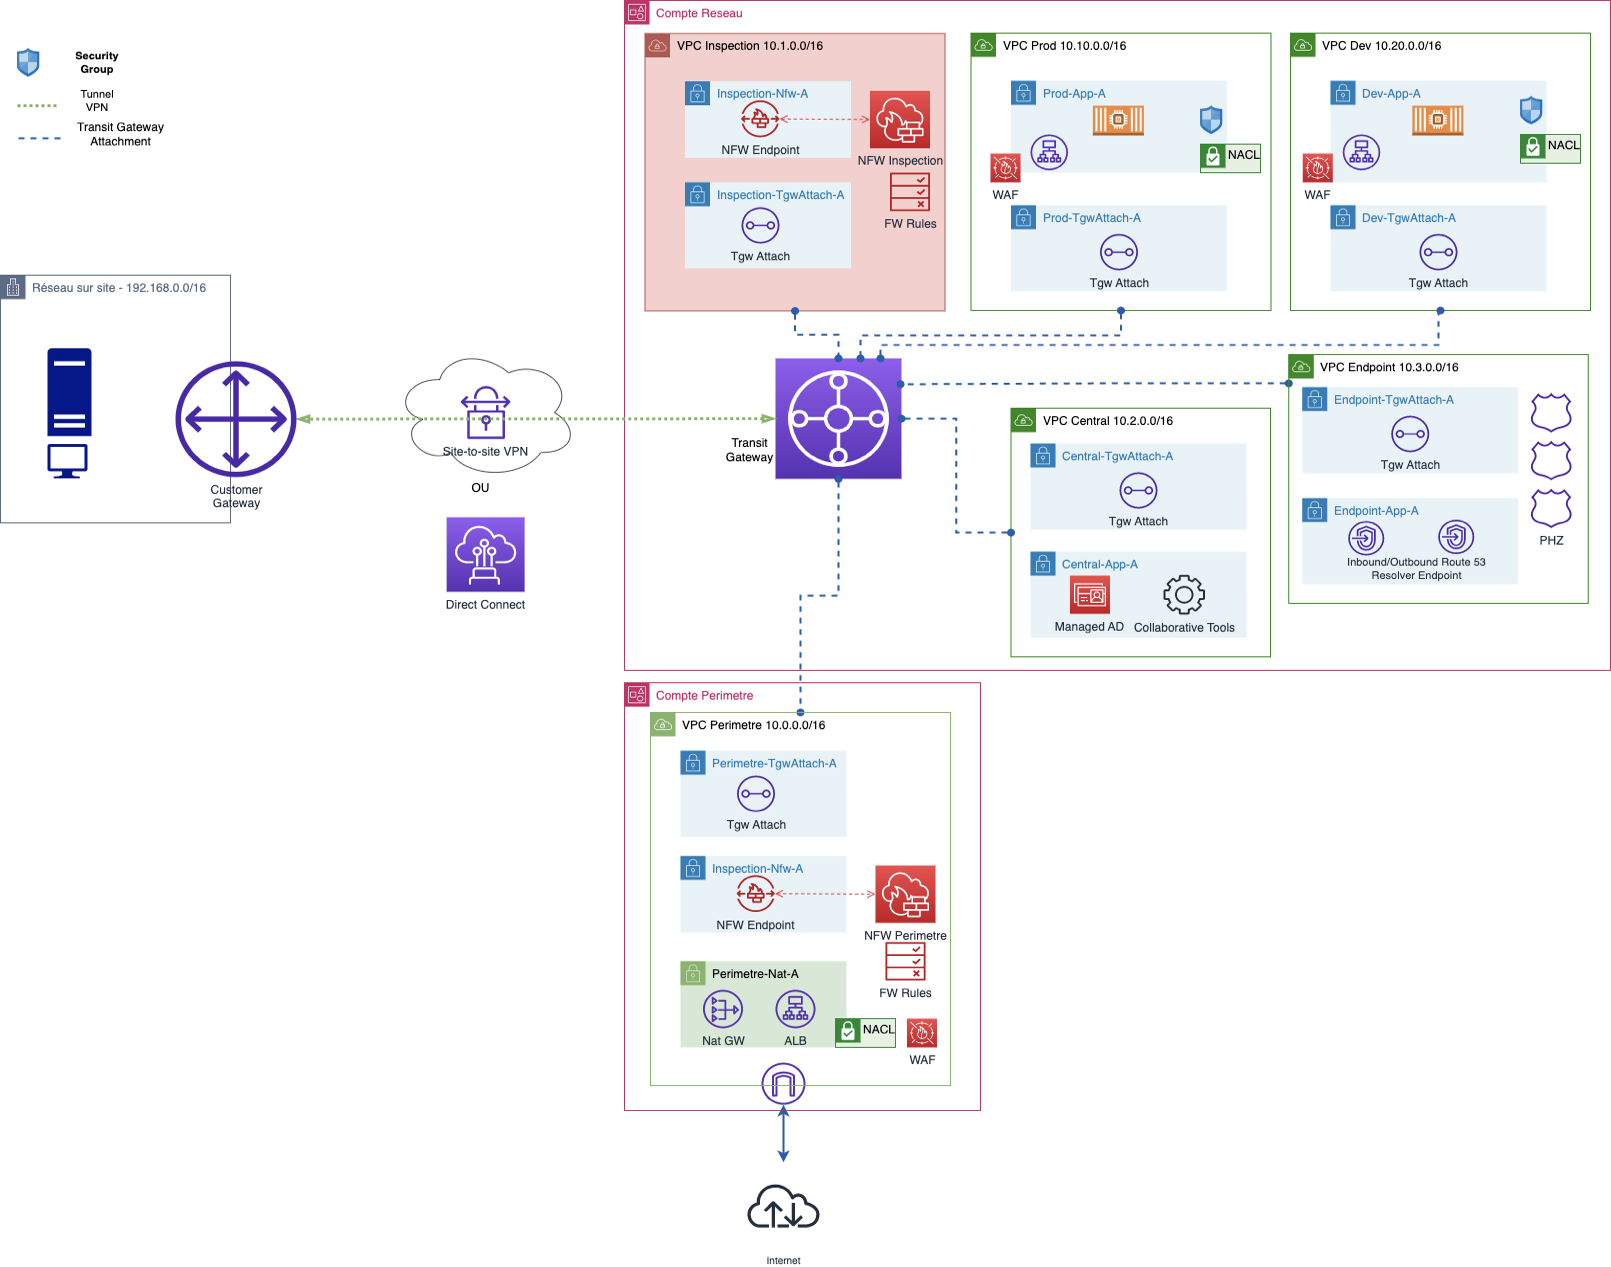 Security
Group
Tunnel
VPN
Transit Gateway
Attachment
Réseau sur site - 192.168.0.0/16
Customer
Gateway
Site-to-site VPN
OU
Direct Connect
Compte Reseau
VPC Inspection 10.1.0.0/16
Inspection-Nfw-A
NFW Endpoint
NFW Inspection
FW Rules
Inspection-TgwAttach-A
Tgw Attach
VPC Prod 10.10.0.0/16
Prod-App-A
NACL
WAF
Prod-TgwAttach-A
Tgw Attach
VPC Dev 10.20.0.0/16
Dev-App-A
NACL
WAF
Dev-TgwAttach-A
Tgw Attach
Transit
Gateway
VPC Central 10.2.0.0/16
Central-TgwAttach-A
Tgw Attach
Central-App-A
Managed AD
Collaborative Tools
VPC Endpoint 10.3.0.0/16
Endpoint-TgwAttach-A
Tgw Attach
Endpoint-App-A
Inbound/Outbound Route 53
Resolver Endpoint
PHZ
Compte Perimetre
VPC Perimetre 10.0.0.0/16
Perimetre-TgwAttach-A
Tgw Attach
Inspection-Nfw-A
NFW Endpoint
NFW Perimetre
FW Rules
Perimetre-Nat-A
Nat GW
ALB
NACL
WAF
Internet